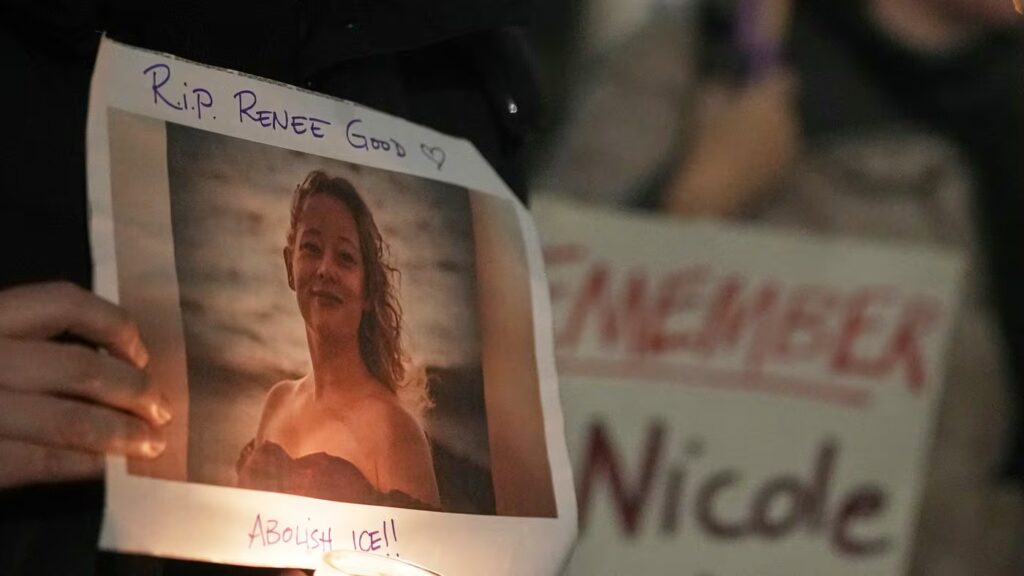 R.i.P. RENEE GOOD ♡
ABOLISH ICE!!
EMEMBER
Nicole